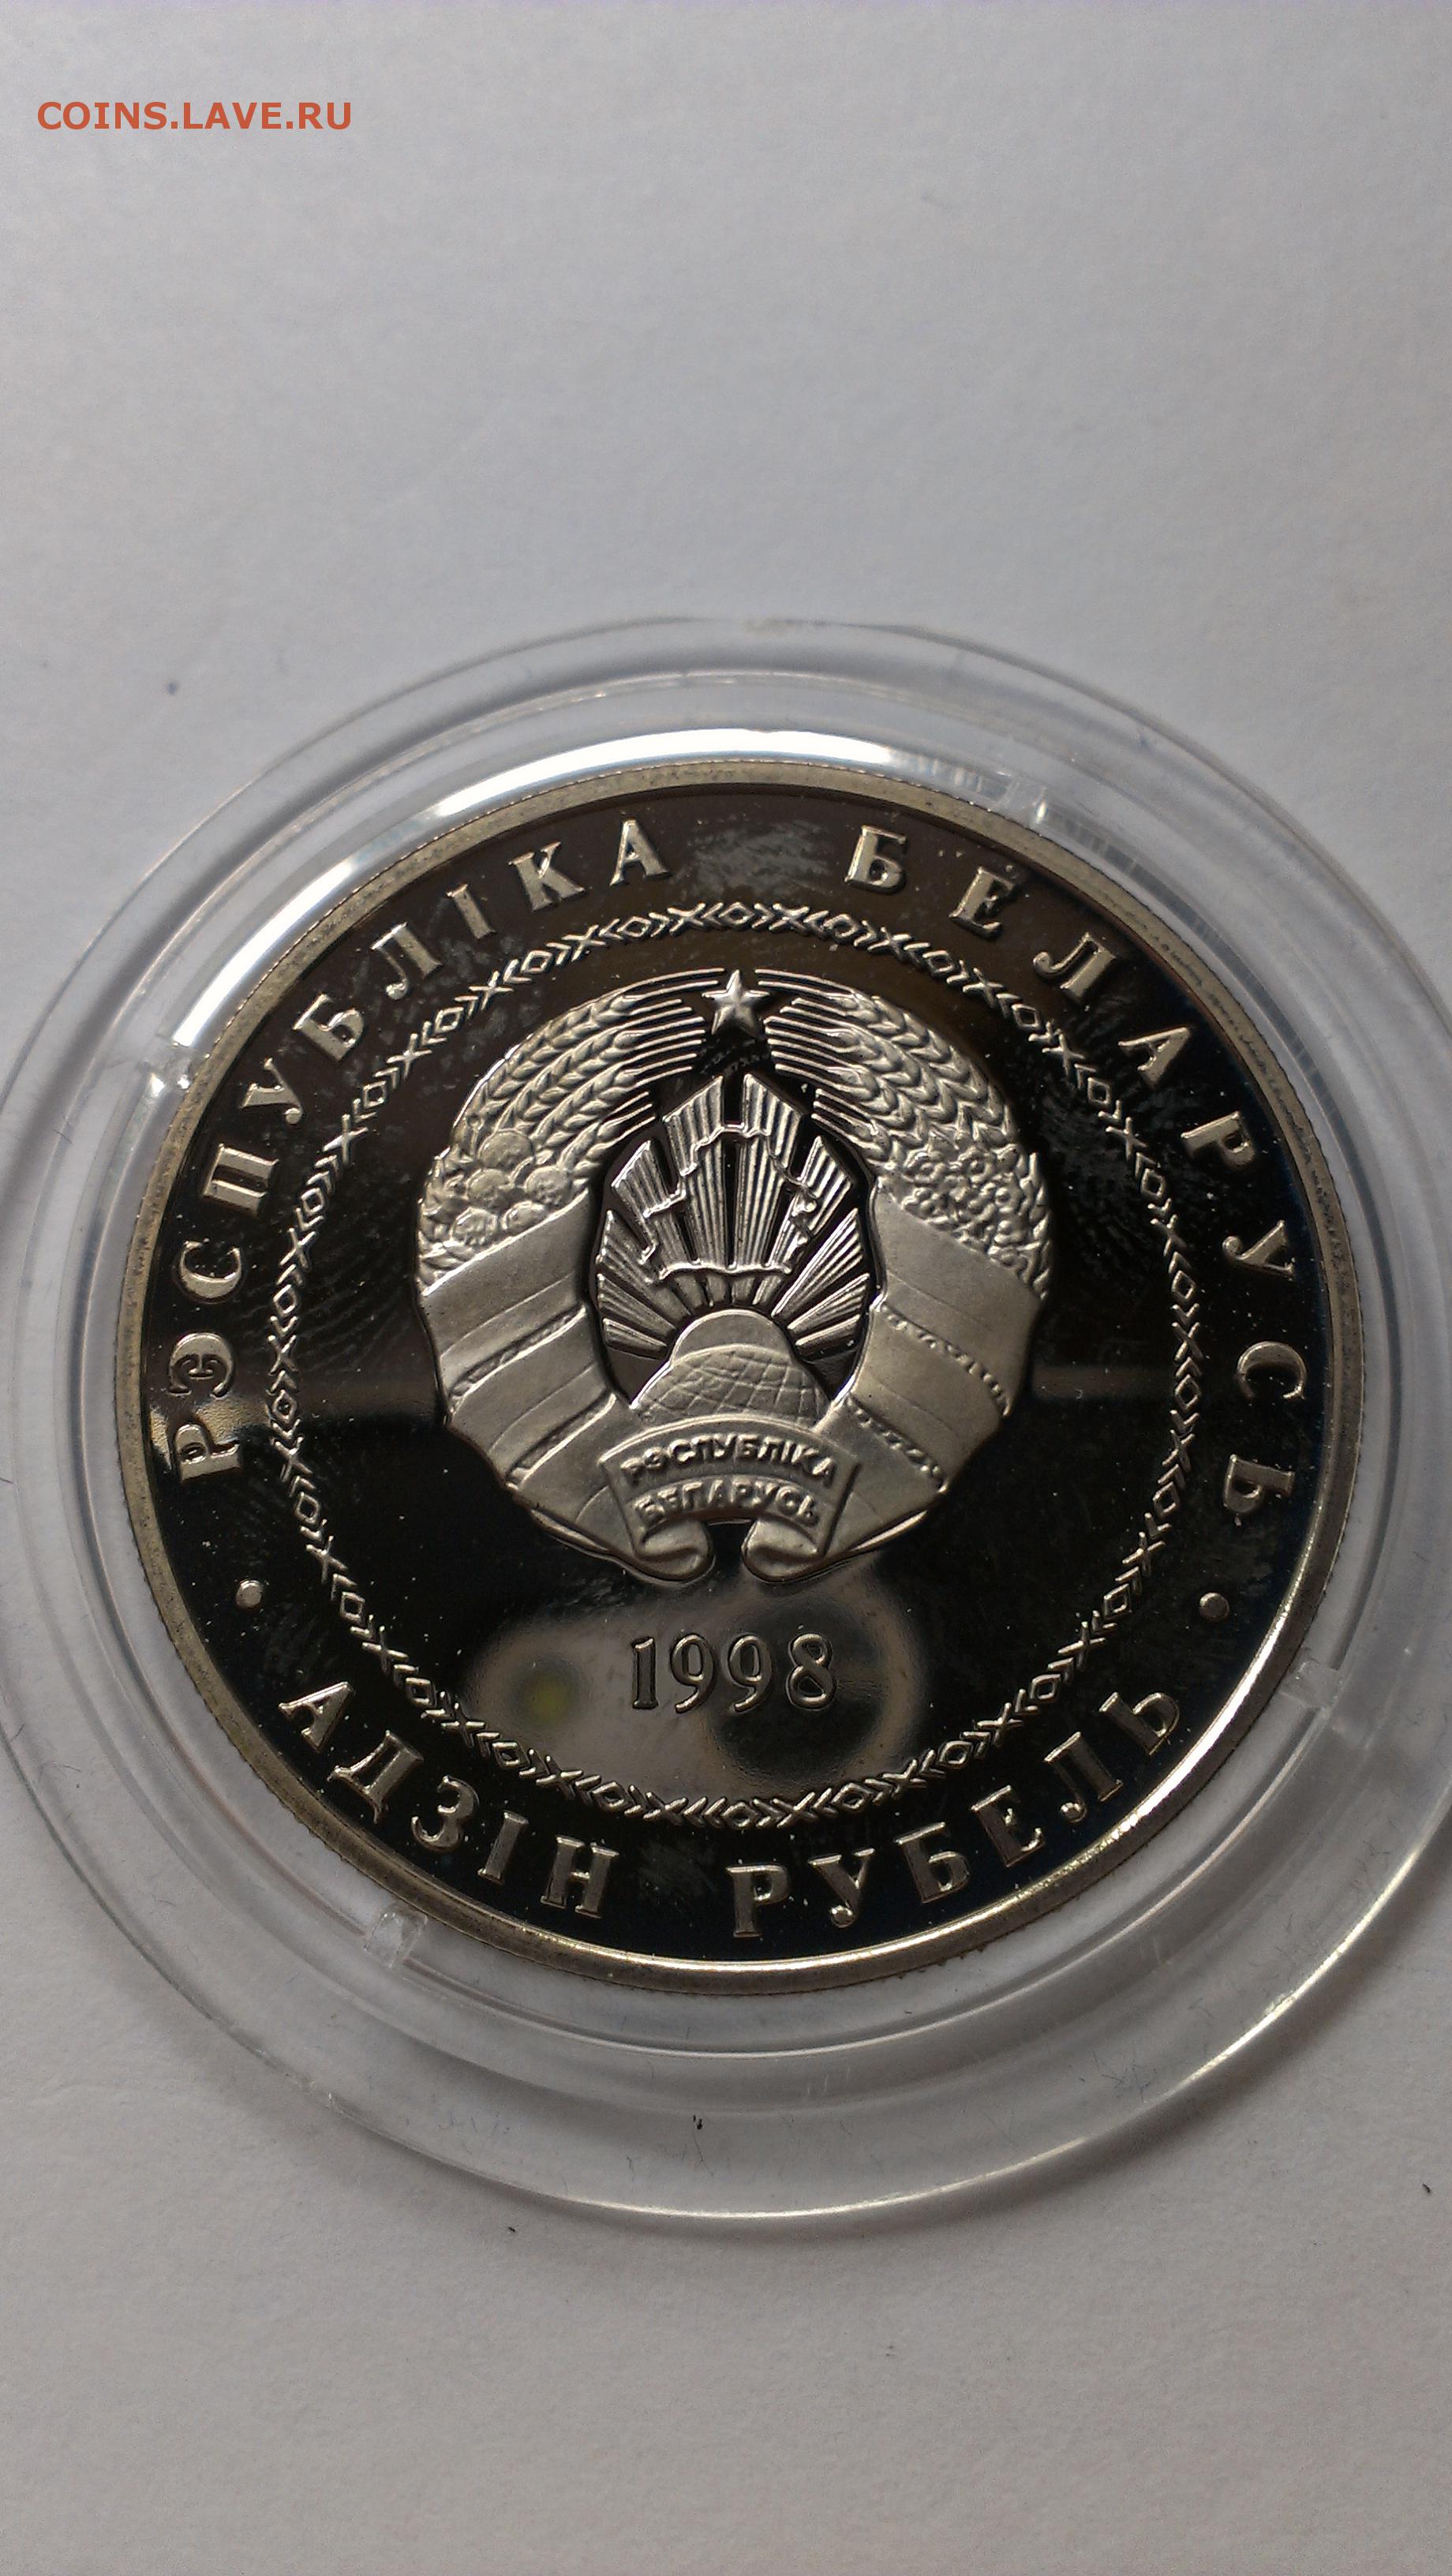 COINS.LAVE.RU
РЭСПУБЛІКА БЕЛАРУСЬ
РЭСПУБЛІКА
БЕЛАРУСЬ
1998
• АДЗІН РУБЕЛЬ •